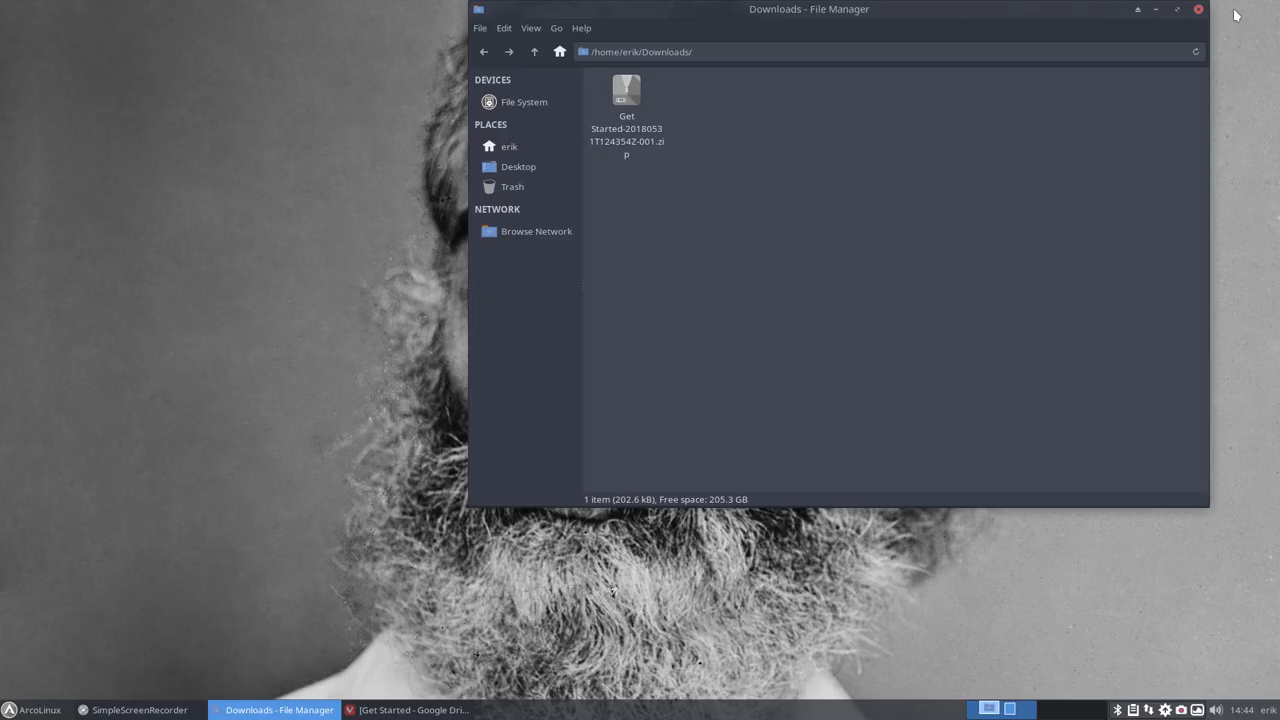 Downloads - File Manager
File Edit View Go Help
/home/erik/Downloads/
DEVICES
File System
PLACES
erik
Desktop
Trash
NETWORK
Browse Network
Get
Started-2018053
1T124354Z-001.zi
p
1 item (202.6 kB), Free space: 205.3 GB
ArcoLinux SimpleScreenRecorder Downloads - File Manager [Get Started - Google Dri... 14:44 erik